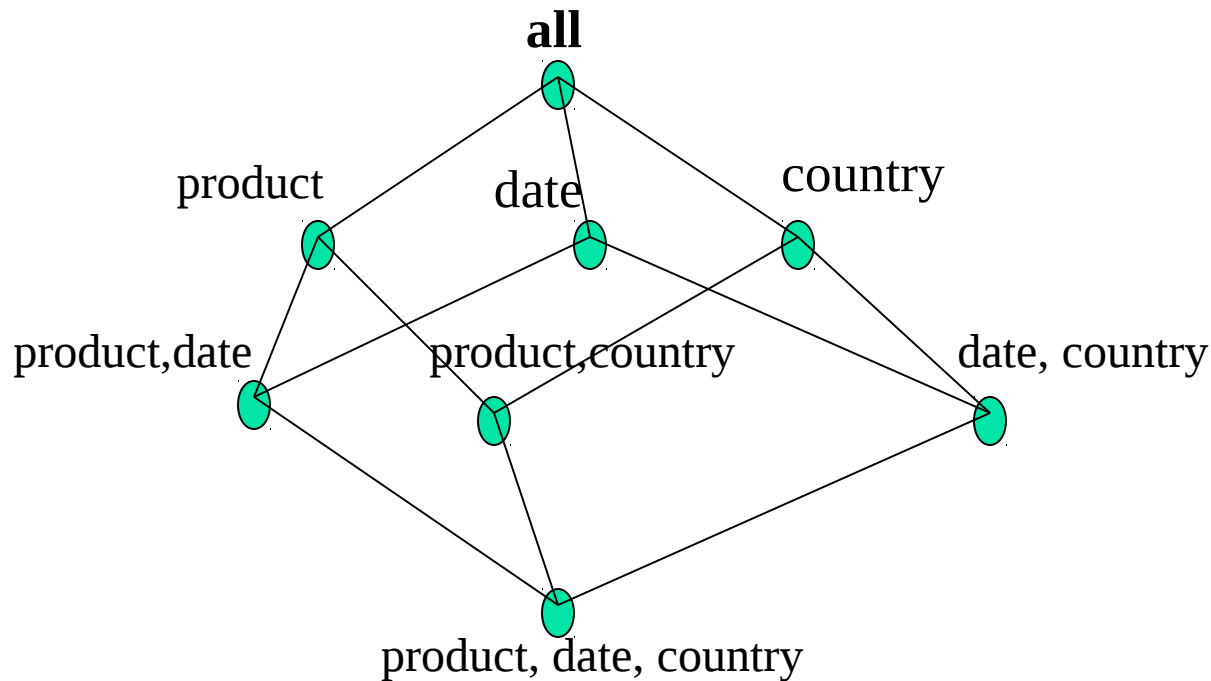 all
product
date
country
product,date
product,country
date, country
product, date, country